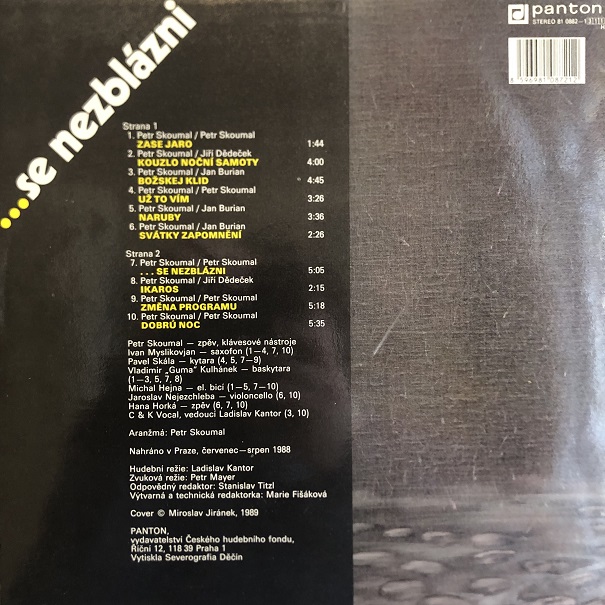 ...se nezblázni
panton
STEREO 81 0882-1
8 596981 087212
Strana 1
1. Petr Skoumal / Petr Skoumal
ZASE JARO 1:44
2. Petr Skoumal / Jiří Dědeček
KOUZLO NOČNÍ SAMOTY 4:00
3. Petr Skoumal / Jan Burian
BOŽSKEJ KLID 4:45
4. Petr Skoumal / Petr Skoumal
UŽ TO VÍM 3:26
5. Petr Skoumal / Jan Burian
NARUBY 3:36
6. Petr Skoumal / Jan Burian
SVÁTKY ZAPOMNĚNÍ 2:26
Strana 2
7. Petr Skoumal / Petr Skoumal
. . . SE NEZBLÁZNI 5:05
8. Petr Skoumal / Jiří Dědeček
IKAROS 2:15
9. Petr Skoumal / Petr Skoumal
ZMĚNA PROGRAMU 5:18
10. Petr Skoumal / Petr Skoumal
DOBRŮ NOC 5:35
Petr Skoumal — zpěv, klávesové nástroje
Ivan Myslikovjan — saxofon (1—4, 7, 10)
Pavel Skála — kytara (4, 5, 7—9)
Vladimír „Guma" Kulhánek — baskytara
(1—3, 5, 7, 8)
Michal Hejna — el. bicí (1—5, 7—10)
Jaroslav Nejezchleba — violoncello (6, 10)
Hana Horká — zpěv (6, 7, 10)
C & K Vocal, vedoucí Ladislav Kantor (3, 10)
Aranžmá: Petr Skoumal
Nahráno v Praze, červenec—srpen 1988
Hudební režie: Ladislav Kantor
Zvuková režie: Petr Mayer
Odpovědný redaktor: Stanislav Titzl
Výtvarná a technická redaktorka: Marie Fišáková
Cover © Miroslav Jiránek, 1989
PANTON,
vydavatelství Českého hudebního fondu,
Říční 12, 118 39 Praha 1
Vytiskla Severografia Děčín